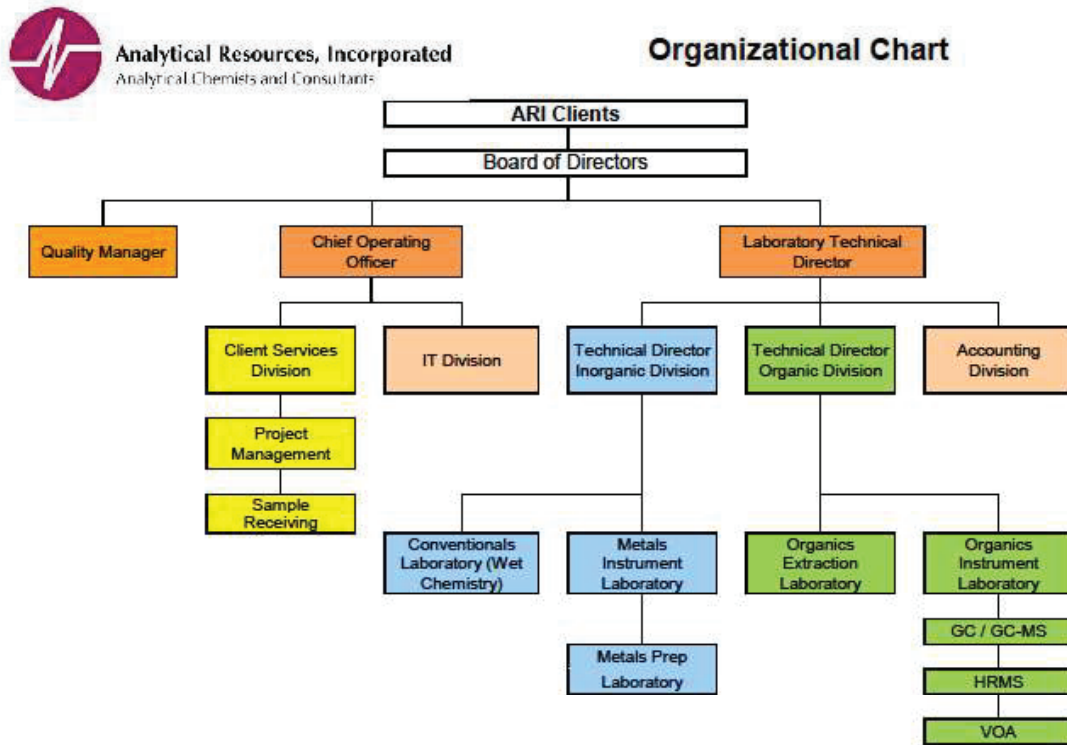 Analytical Resources, Incorporated
Analytical Chemists and Consultants
Organizational Chart
ARI Clients
Board of Directors
Quality Manager
Chief Operating
Officer
Laboratory Technical
Director
Client Services
Division
IT Division
Technical Director
Inorganic Division
Technical Director
Organic Division
Accounting
Division
Project
Management
Sample
Receiving
Conventionals
Laboratory (Wet
Chemistry)
Metals
Instrument
Laboratory
Organics
Extraction
Laboratory
Organics
Instrument
Laboratory
Metals Prep
Laboratory
GC / GC-MS
HRMS
VOA